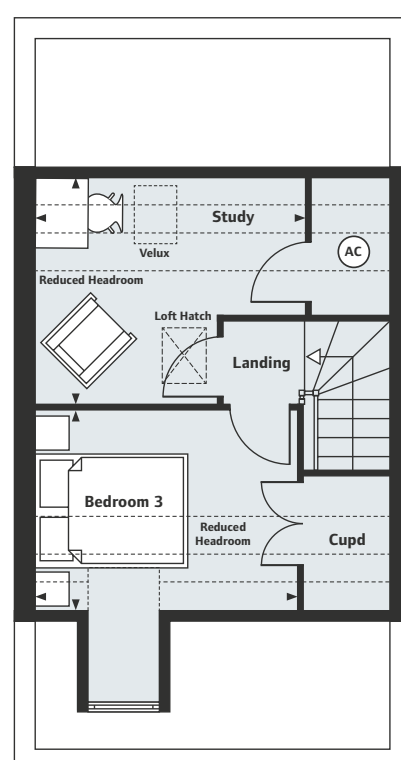 Study
AC
Velux
Reduced Headroom
Loft Hatch
Landing
Bedroom 3
Reduced
Headroom
Cupd